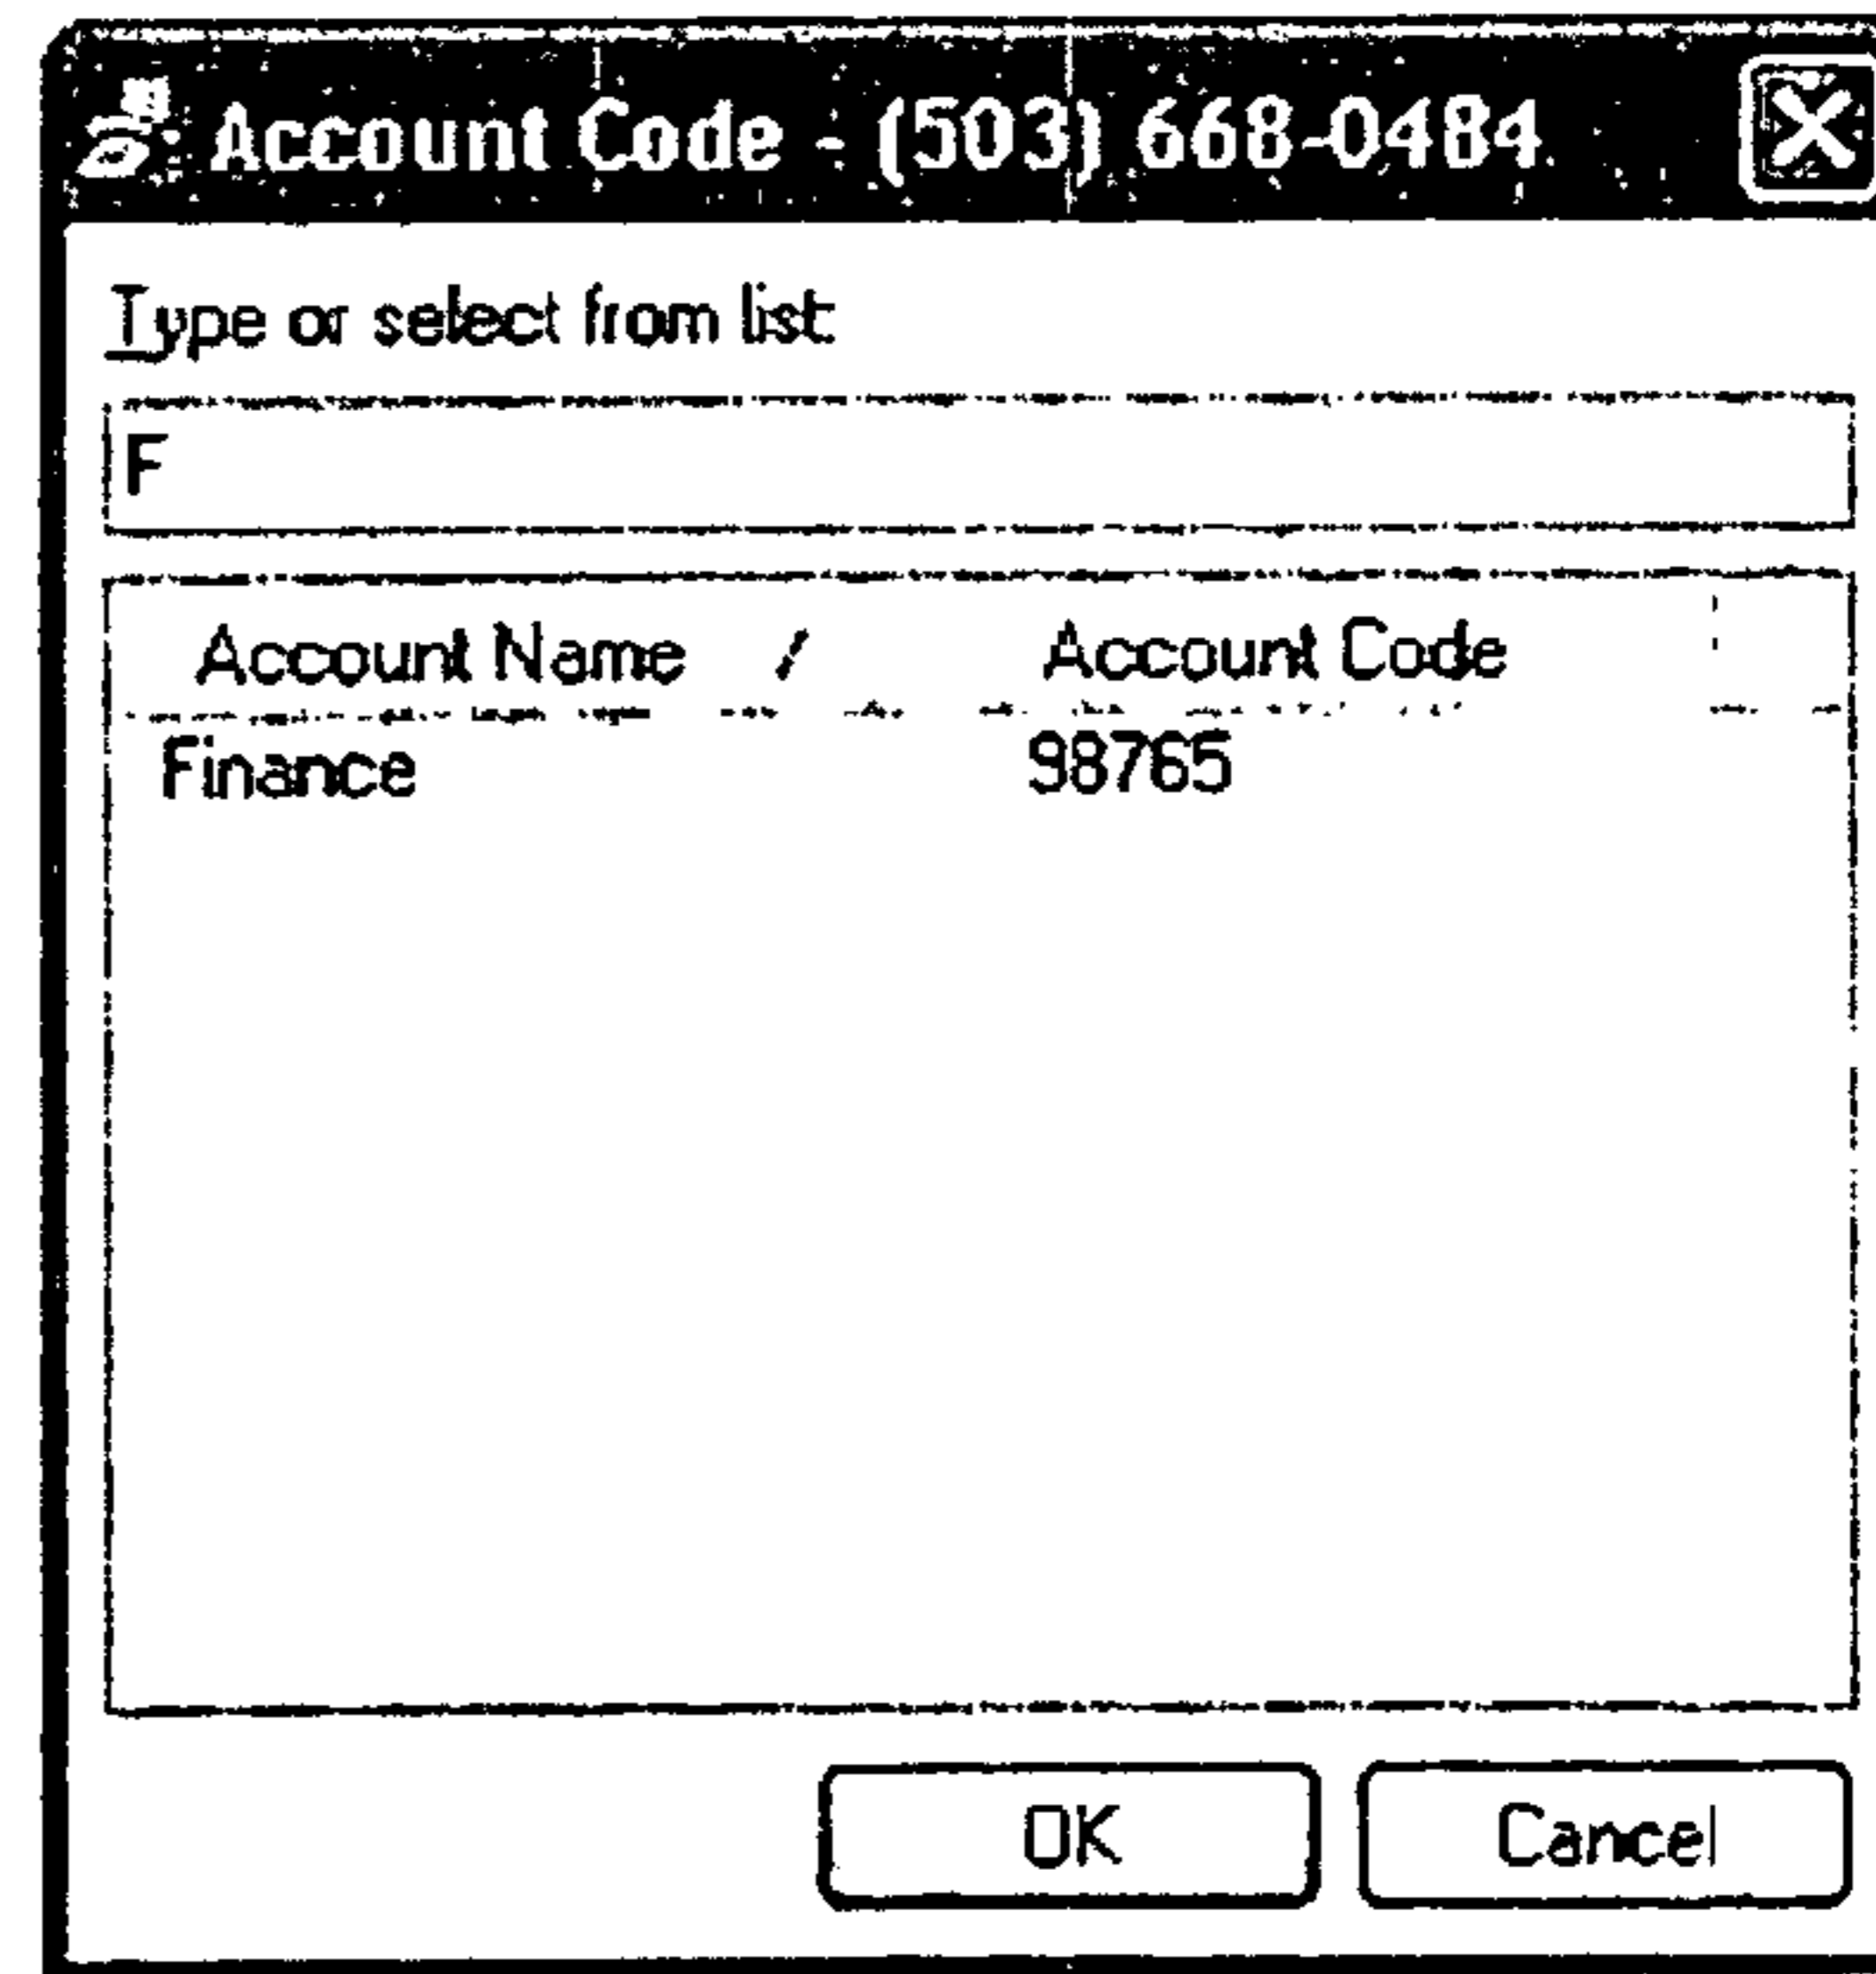 Account Code - (503) 668-0484
Type or select from list
F
Account Name / Account Code
Finance 98765
OK Cancel